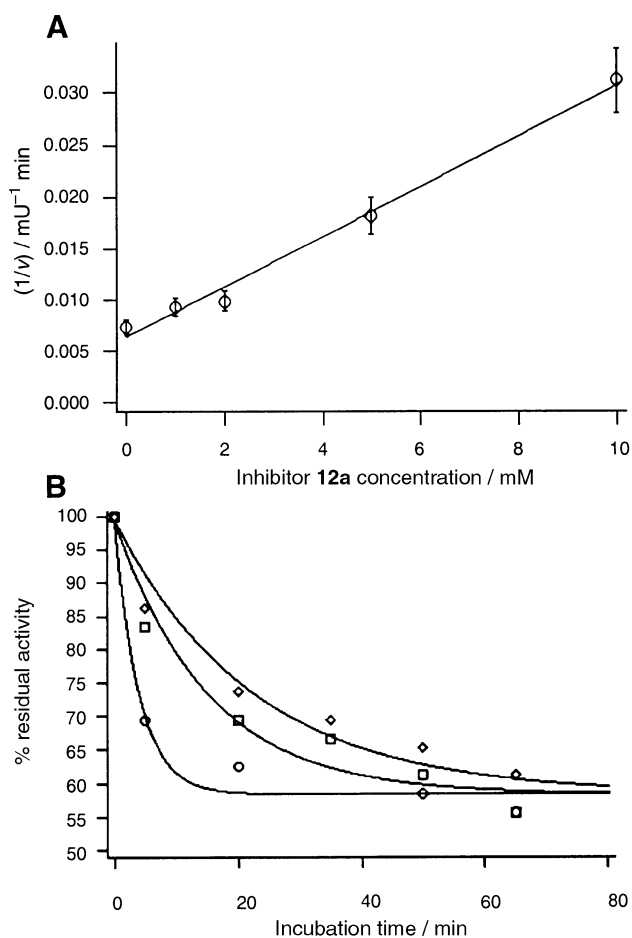 A
(1/v) / mU⁻¹ min
0.030
0.025
0.020
0.015
0.010
0.005
0.000
0 2 4 6 8 10
Inhibitor 12a concentration / mM
B
% residual activity
100
95
90
85
80
75
70
65
60
55
50
0 20 40 60 80
Incubation time / min